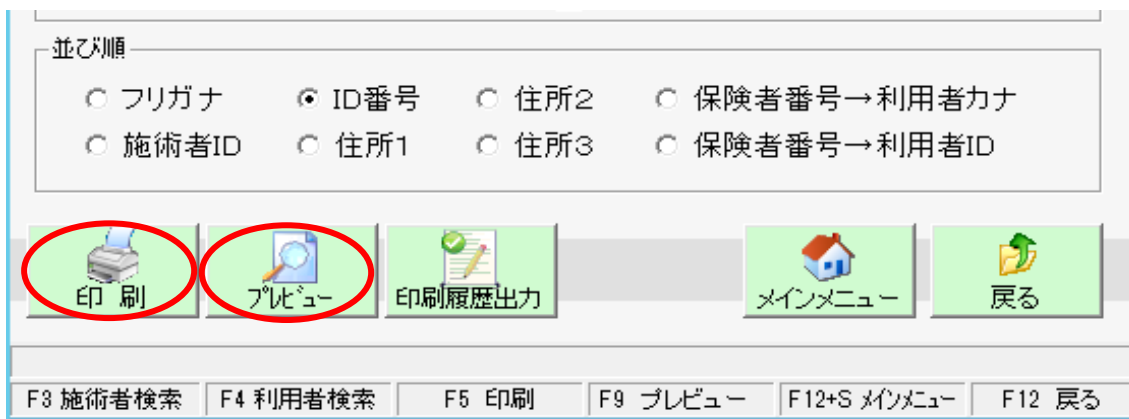 並び順
フリガナ ID番号 住所2 保険者番号→利用者カナ
施術者ID 住所1 住所3 保険者番号→利用者ID
印 刷 ﾌﾟﾚﾋﾞｭｰ 印刷履歴出力 メインメニュー 戻る
F3 施術者検索 F4 利用者検索 F5 印刷 F9 プレビュー F12+S ﾒｲﾝﾒﾆｭｰ F12 戻る